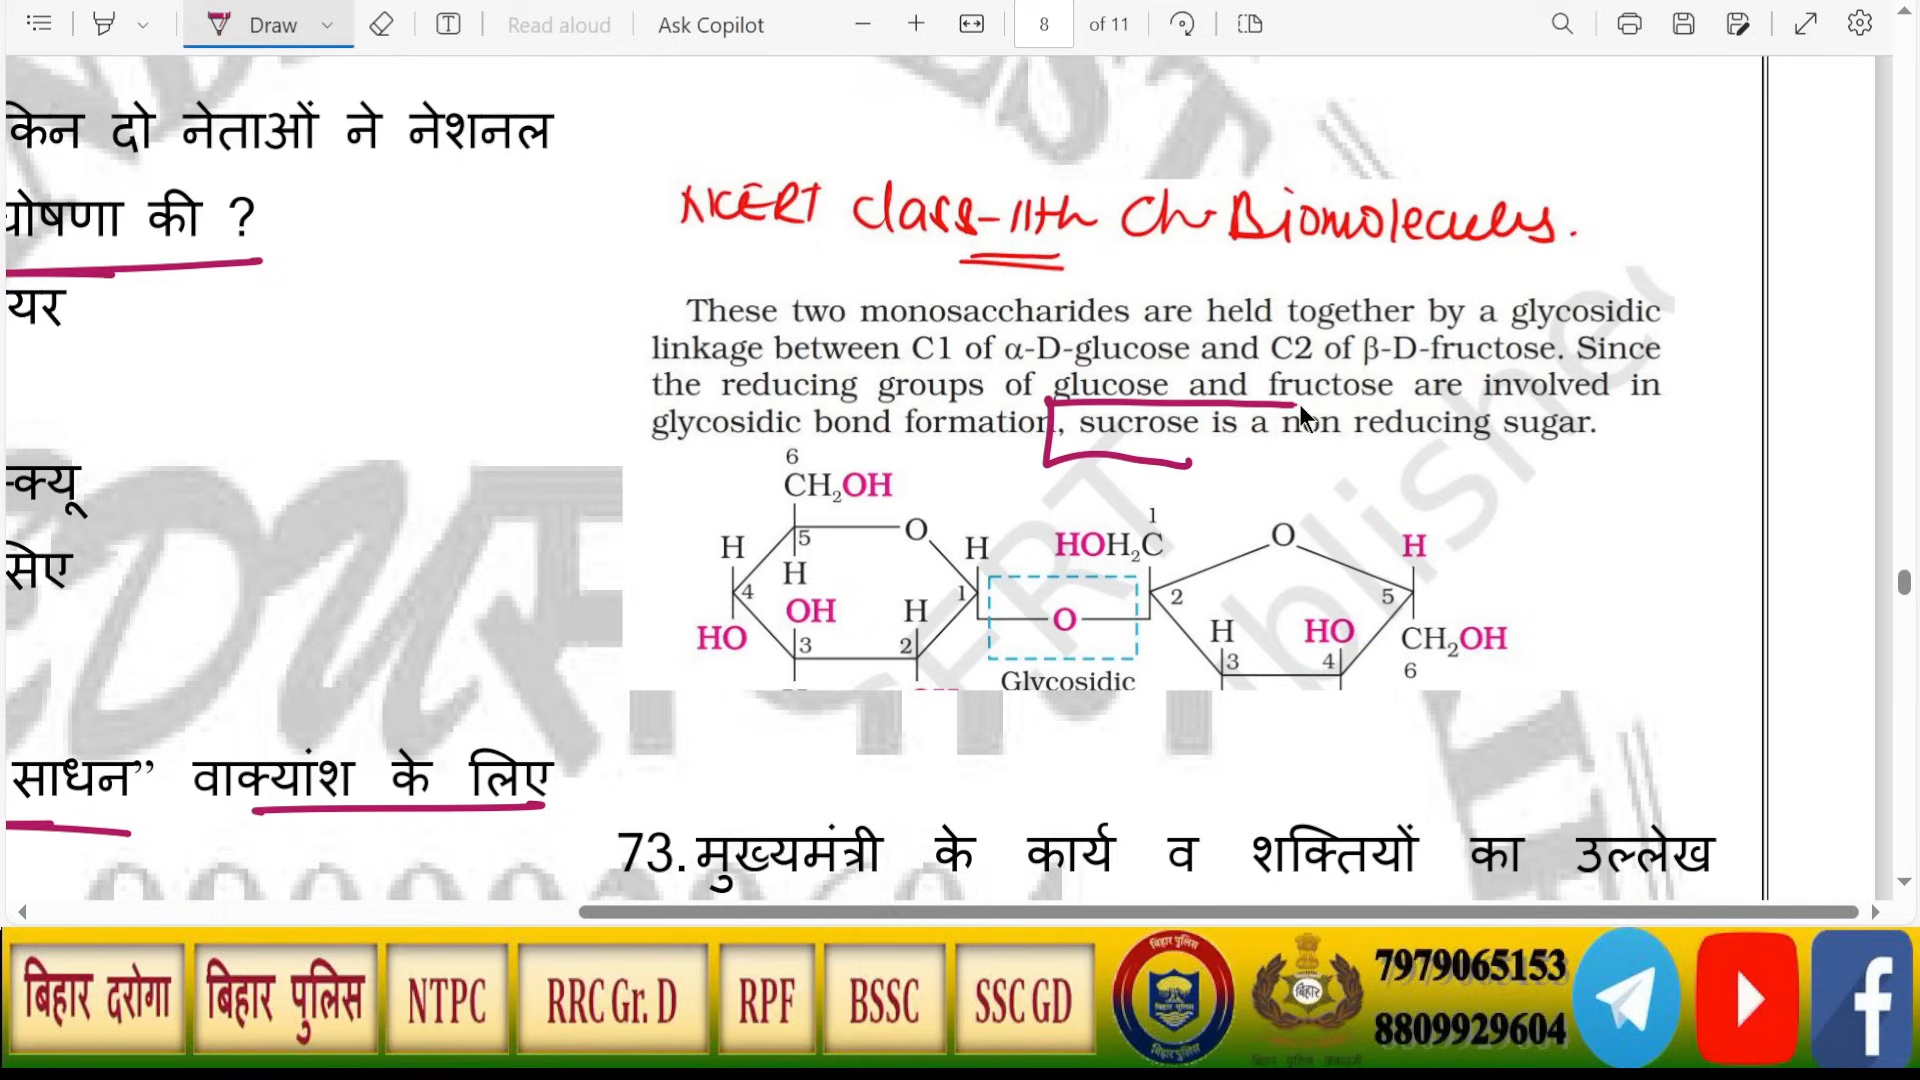 Draw
Read aloud
Ask Copilot
8
of 11
किन दो नेताओं ने नेशनल
घोषणा की ?
यर
-क्यू
सिए
साधन” वाक्यांश के लिए
NCERT Class-11th Ch- Biomolecules.
These two monosaccharides are held together by a glycosidic
linkage between C1 of α-D-glucose and C2 of β-D-fructose. Since
the reducing groups of glucose and fructose are involved in
glycosidic bond formation, sucrose is a non reducing sugar.
6
CH₂OH
H
5
O
H
H
4
OH
H
1
HO
3
2
HOH₂C
1
O
O
H
2
5
H
HO
3
4
CH₂OH
6
Glycosidic
73. मुख्यमंत्री के कार्य व शक्तियों का उल्लेख
बिहार दरोगा
बिहार पुलिस
NTPC
RRC Gr. D
RPF
BSSC
SSC GD
बिहार पुलिस
बिहार
7979065153
8809929604